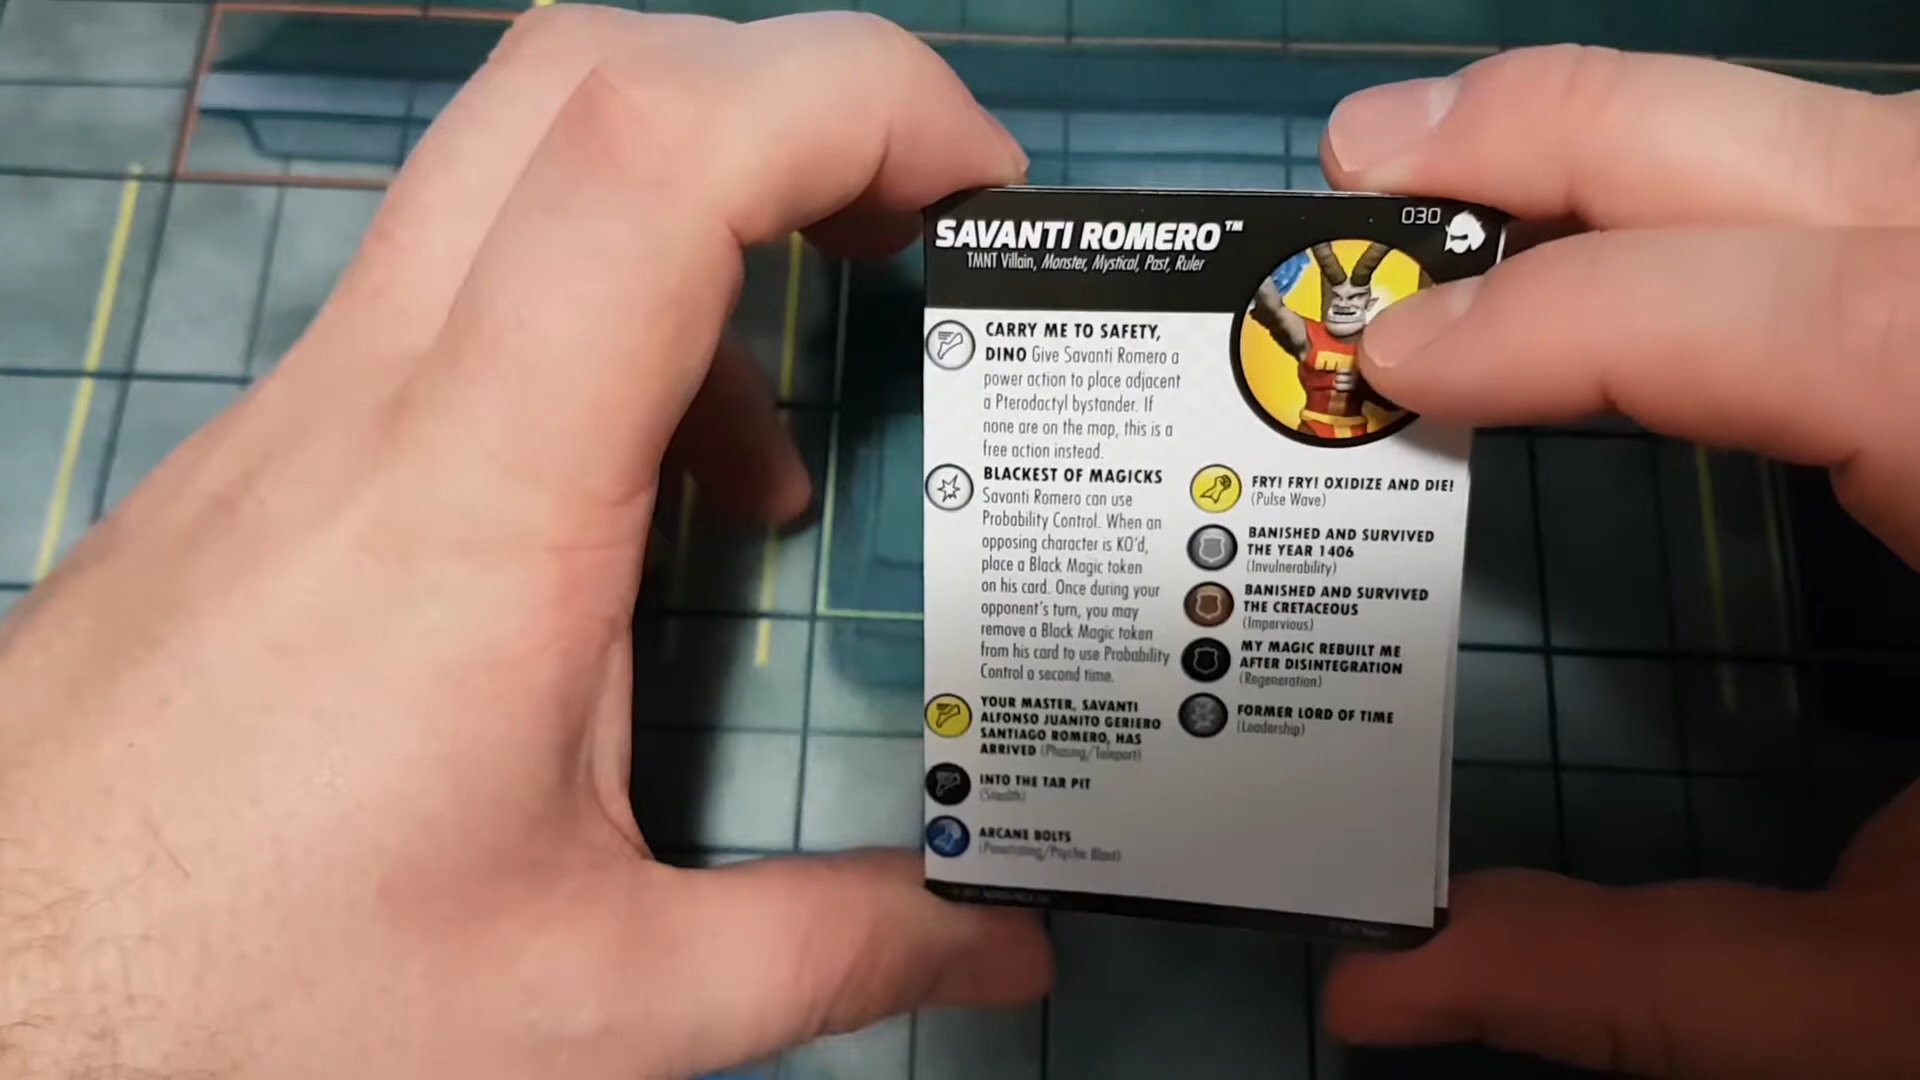 SAVANTI ROMERO™
030
TMNT Villain, Monster, Mystical, Past, Ruler
CARRY ME TO SAFETY,
DINO Give Savanti Romero a
power action to place adjacent
a Pterodactyl bystander. If
none are on the map, this is a
free action instead.
BLACKEST OF MAGICKS
Savanti Romero can use
Probability Control. When an
opposing character is KO'd,
place a Black Magic token
on his card. Once during your
opponent's turn, you may
remove a Black Magic token
from his card to use Probability
Control a second time.
YOUR MASTER, SAVANTI
ALFONSO JUANITO GERIERO
SANTIAGO ROMERO, HAS
ARRIVED (Phasing/Teleport)
INTO THE TAR PIT
(Stealth)
ARCANE BOLTS
(Penetrating/Psychic Blast)
FRY! FRY! OXIDIZE AND DIE!
(Pulse Wave)
BANISHED AND SURVIVED
THE YEAR 1406
(Invulnerability)
BANISHED AND SURVIVED
THE CRETACEOUS
(Impervious)
MY MAGIC REBUILT ME
AFTER DISINTEGRATION
(Regeneration)
FORMER LORD OF TIME
(Leadership)